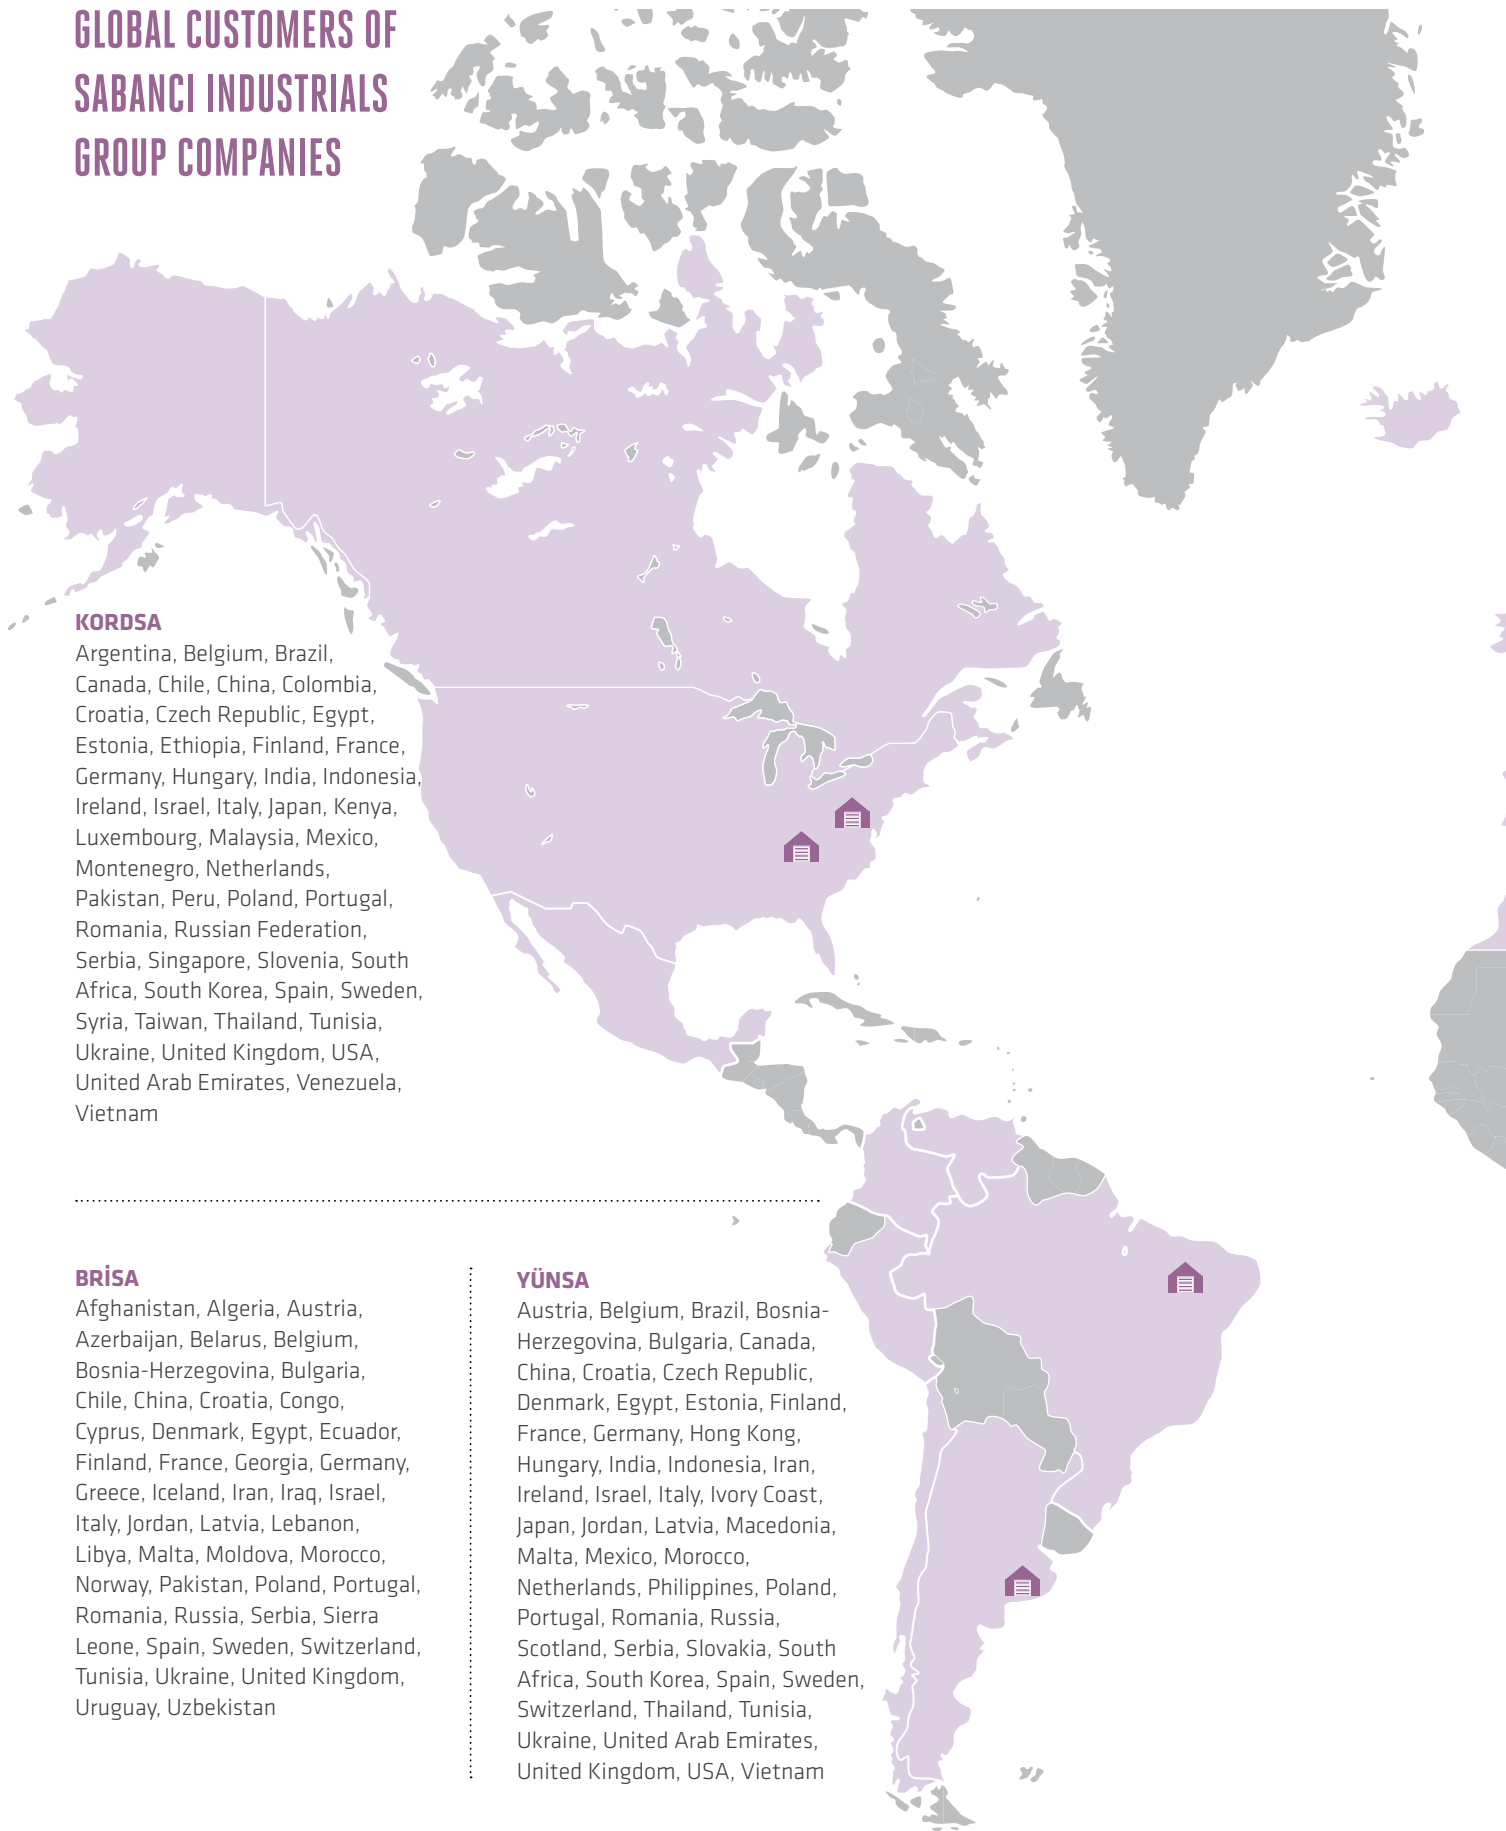 GLOBAL CUSTOMERS OF
SABANCI INDUSTRIALS
GROUP COMPANIES
KORDSA
Argentina, Belgium, Brazil,
Canada, Chile, China, Colombia,
Croatia, Czech Republic, Egypt,
Estonia, Ethiopia, Finland, France,
Germany, Hungary, India, Indonesia,
Ireland, Israel, Italy, Japan, Kenya,
Luxembourg, Malaysia, Mexico,
Montenegro, Netherlands,
Pakistan, Peru, Poland, Portugal,
Romania, Russian Federation,
Serbia, Singapore, Slovenia, South
Africa, South Korea, Spain, Sweden,
Syria, Taiwan, Thailand, Tunisia,
Ukraine, United Kingdom, USA,
United Arab Emirates, Venezuela,
Vietnam
BRİSA
Afghanistan, Algeria, Austria,
Azerbaijan, Belarus, Belgium,
Bosnia-Herzegovina, Bulgaria,
Chile, China, Croatia, Congo,
Cyprus, Denmark, Egypt, Ecuador,
Finland, France, Georgia, Germany,
Greece, Iceland, Iran, Iraq, Israel,
Italy, Jordan, Latvia, Lebanon,
Libya, Malta, Moldova, Morocco,
Norway, Pakistan, Poland, Portugal,
Romania, Russia, Serbia, Sierra
Leone, Spain, Sweden, Switzerland,
Tunisia, Ukraine, United Kingdom,
Uruguay, Uzbekistan
YÜNSA
Austria, Belgium, Brazil, Bosnia-
Herzegovina, Bulgaria, Canada,
China, Croatia, Czech Republic,
Denmark, Egypt, Estonia, Finland,
France, Germany, Hong Kong,
Hungary, India, Indonesia, Iran,
Ireland, Israel, Italy, Ivory Coast,
Japan, Jordan, Latvia, Macedonia,
Malta, Mexico, Morocco,
Netherlands, Philippines, Poland,
Portugal, Romania, Russia,
Scotland, Serbia, Slovakia, South
Africa, South Korea, Spain, Sweden,
Switzerland, Thailand, Tunisia,
Ukraine, United Arab Emirates,
United Kingdom, USA, Vietnam